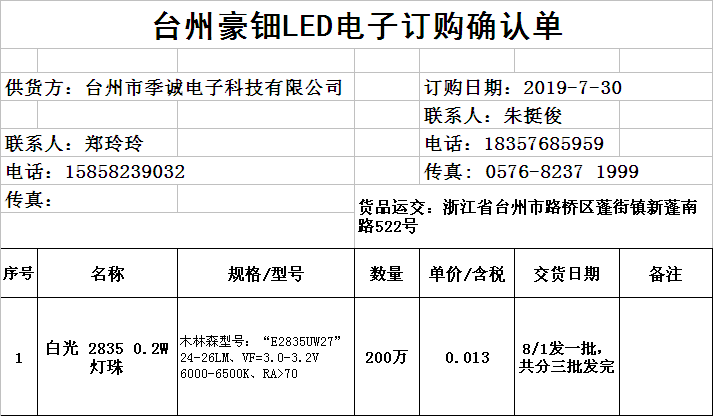 台州豪钿LED电子订购确认单
供货方：台州市季诚电子科技有限公司
订购日期：2019-7-30
联系人：朱挺俊
联系人：郑玲玲
电话：18357685959
电话：15858239032
传真：0576-8237 1999
传真：
货品运交：浙江省台州市路桥区蓬街镇新蓬南
路522号
序号 名称 规格/型号 数量 单价/含税 交货日期 备注
1
白光 2835 0.2W
灯珠
木林森型号：“E2835UW27”
24-26LM、VF=3.0-3.2V
6000-6500K、RA>70
200万
0.013
8/1发一批，
共分三批发完